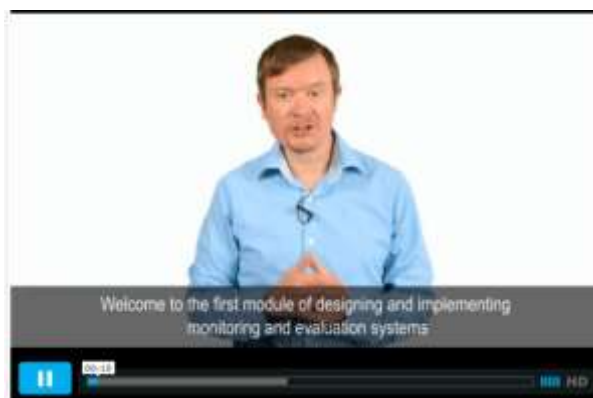 Welcome to the first module of designing and implementing
monitoring and evaluation systems
00:10
HD